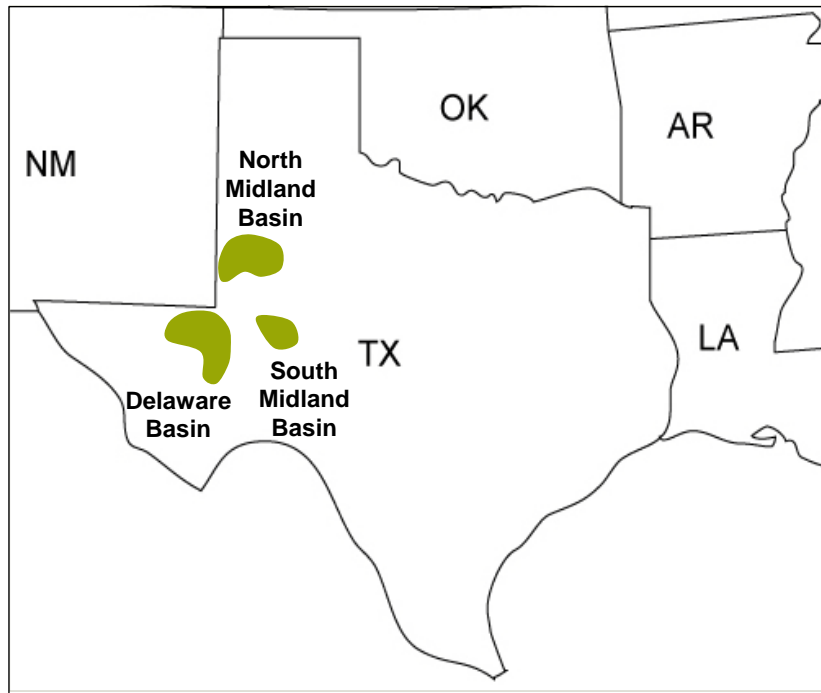 OK
AR
NM
North
Midland
Basin
TX
LA
Delaware
Basin
South
Midland
Basin